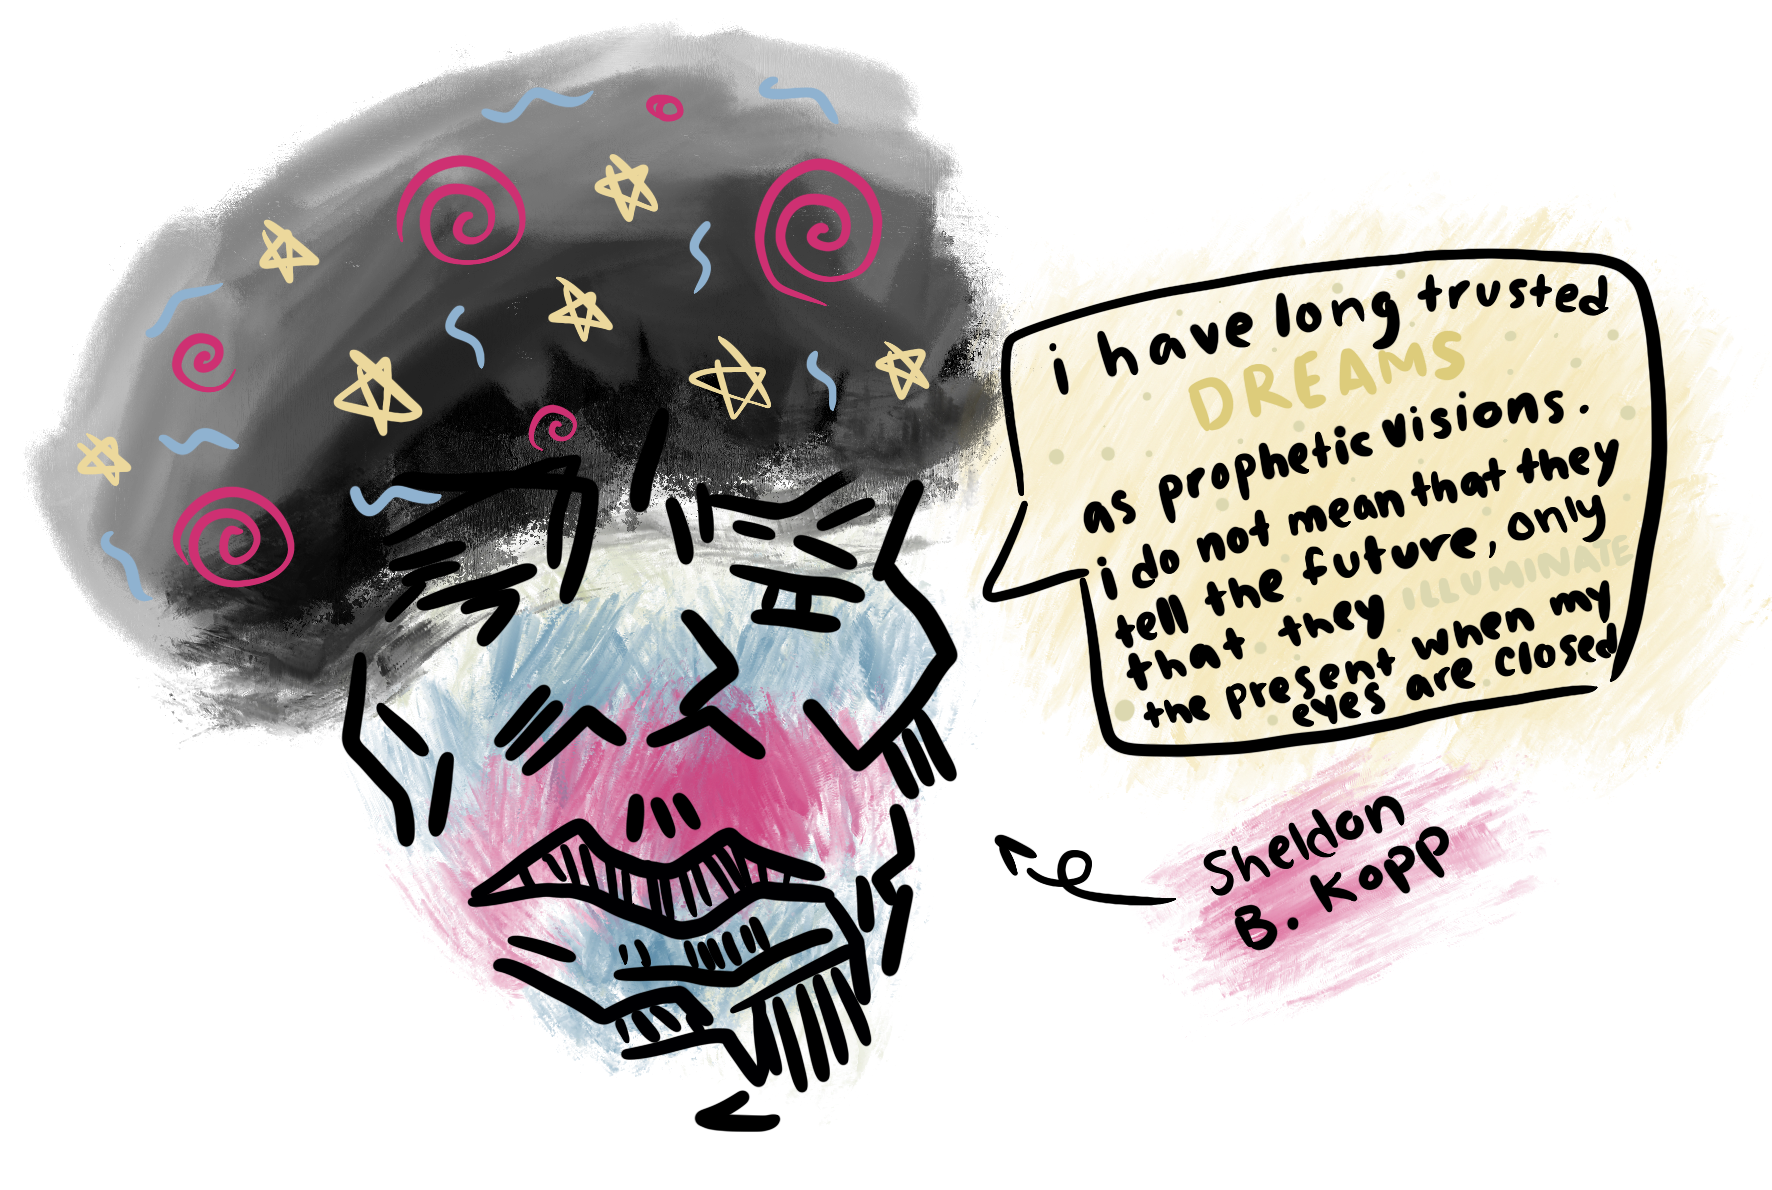 i have long trusted
DREAMS
as prophetic visions.
i do not mean that they
tell the future, only
that they ILLUMINATE
the present when my
eyes are closed
Sheldon
B. Kopp